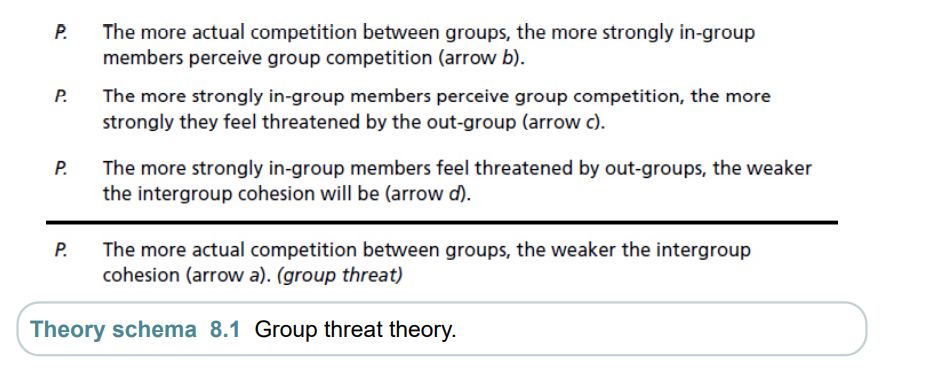 P. The more actual competition between groups, the more strongly in-group
members perceive group competition (arrow b).
P. The more strongly in-group members perceive group competition, the more
strongly they feel threatened by the out-group (arrow c).
P. The more strongly in-group members feel threatened by out-groups, the weaker
the intergroup cohesion will be (arrow d).
P. The more actual competition between groups, the weaker the intergroup
cohesion (arrow a). (group threat)
Theory schema 8.1 Group threat theory.